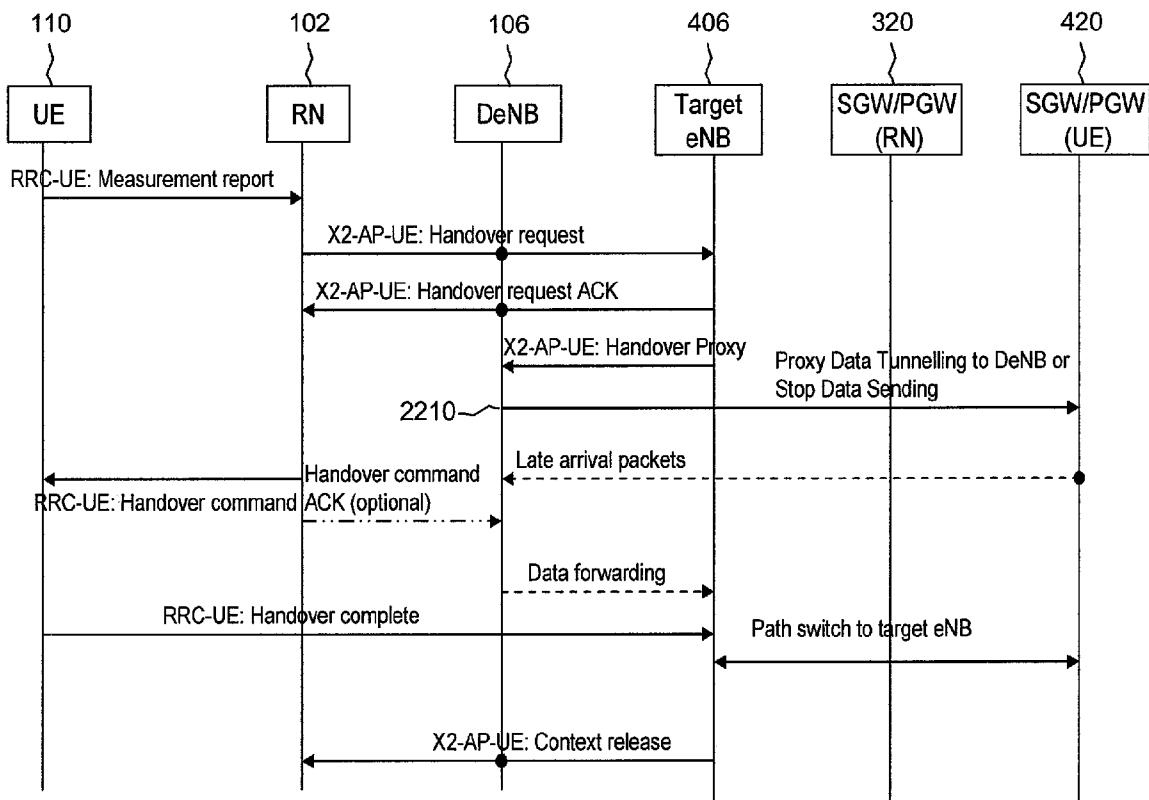 110 102 106 406 320 420
UE RN DeNB Target eNB SGW/PGW (RN) SGW/PGW (UE)
RRC-UE: Measurement report
X2-AP-UE: Handover request
X2-AP-UE: Handover request ACK
X2-AP-UE: Handover Proxy
Proxy Data Tunnelling to DeNB or
Stop Data Sending
2210
Late arrival packets
Handover command
RRC-UE: Handover command ACK (optional)
Data forwarding
RRC-UE: Handover complete
Path switch to target eNB
X2-AP-UE: Context release